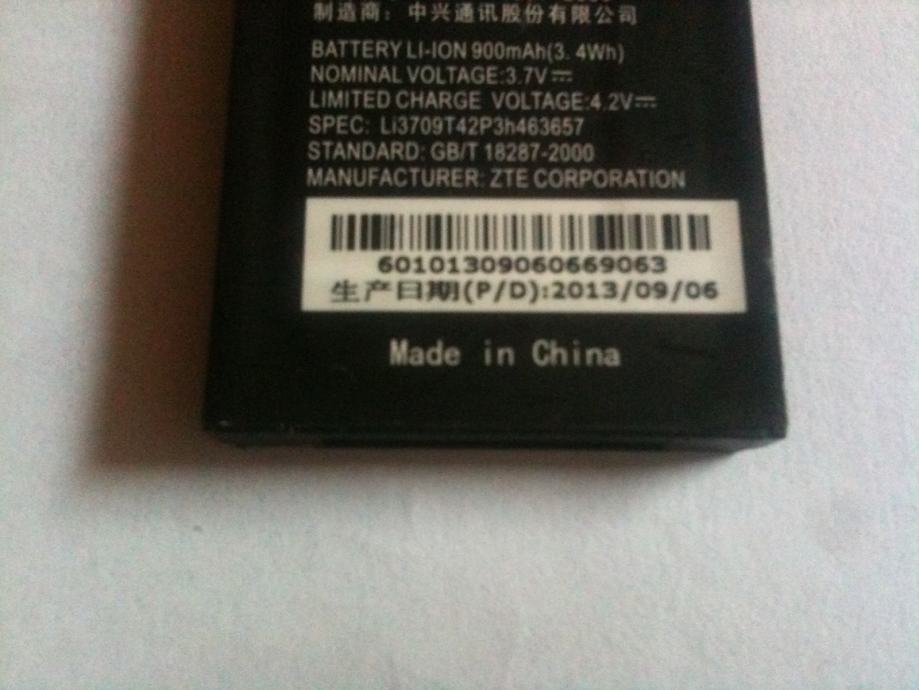 制造商：中兴通讯股份有限公司
BATTERY LI-ION 900mAh(3.4Wh)
NOMINAL VOLTAGE:3.7V⎓
LIMITED CHARGE VOLTAGE:4.2V⎓
SPEC: Li3709T42P3h463657
STANDARD: GB/T 18287-2000
MANUFACTURER: ZTE CORPORATION
60101309060669063
生产日期(P/D):2013/09/06
Made in China